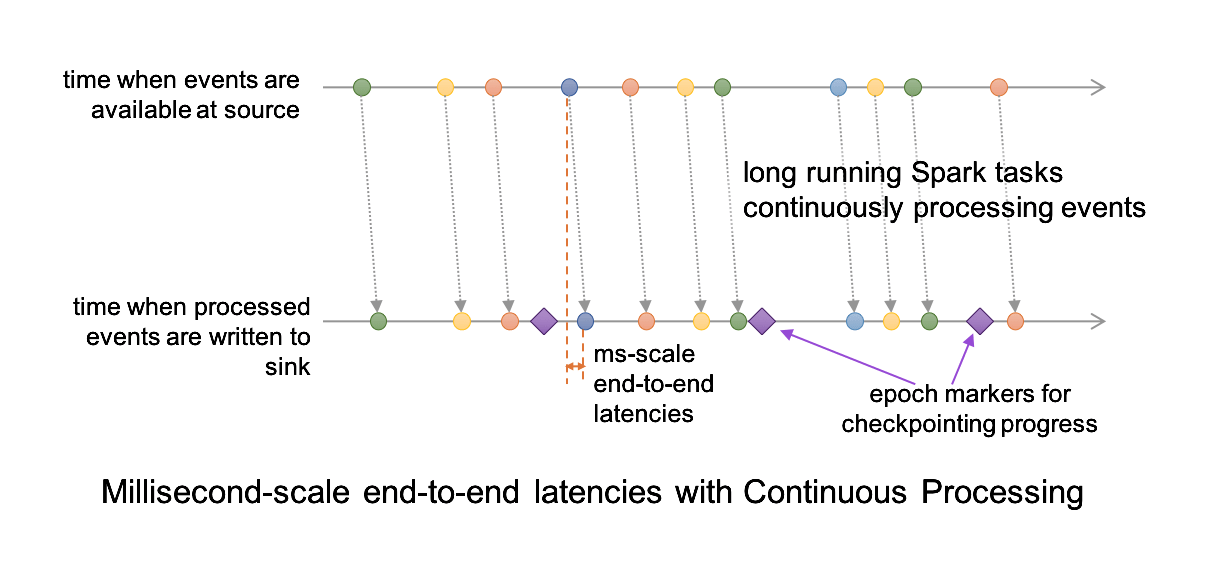 time when events are
available at source
long running Spark tasks
continuously processing events
time when processed
events are written to
sink
ms-scale
end-to-end
latencies
epoch markers for
checkpointing progress
Millisecond-scale end-to-end latencies with Continuous Processing